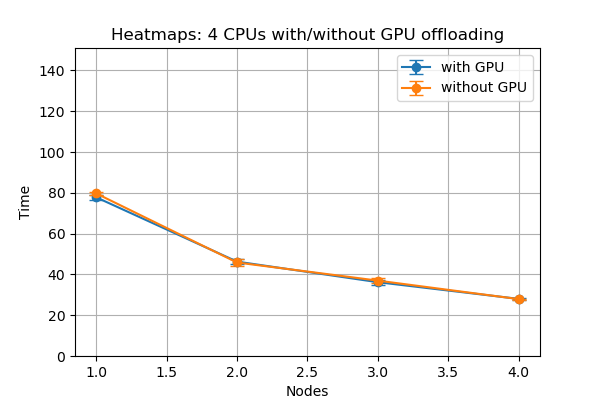 Heatmaps: 4 CPUs with/without GPU offloading
with GPU
without GPU
Time
140
120
100
80
60
40
20
0
1.0 1.5 2.0 2.5 3.0 3.5 4.0
Nodes